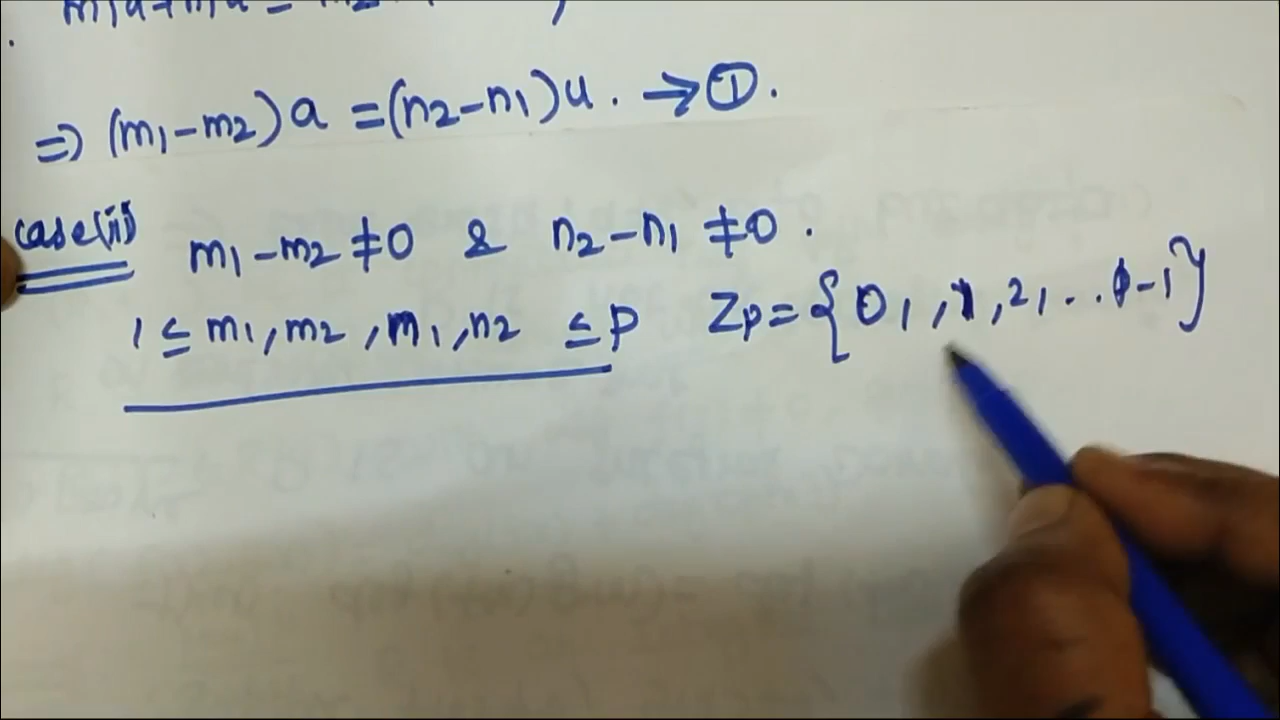 ⇒ (m₁-m₂)a = (n₂-n₁)u. → ①.
case(ii) m₁-m₂ ≠0 & n₂-n₁ ≠0.
1 ≤ m₁, m₂, m₁, n₂ ≤ p Zp = {0, , 1, 2, .. p-1}